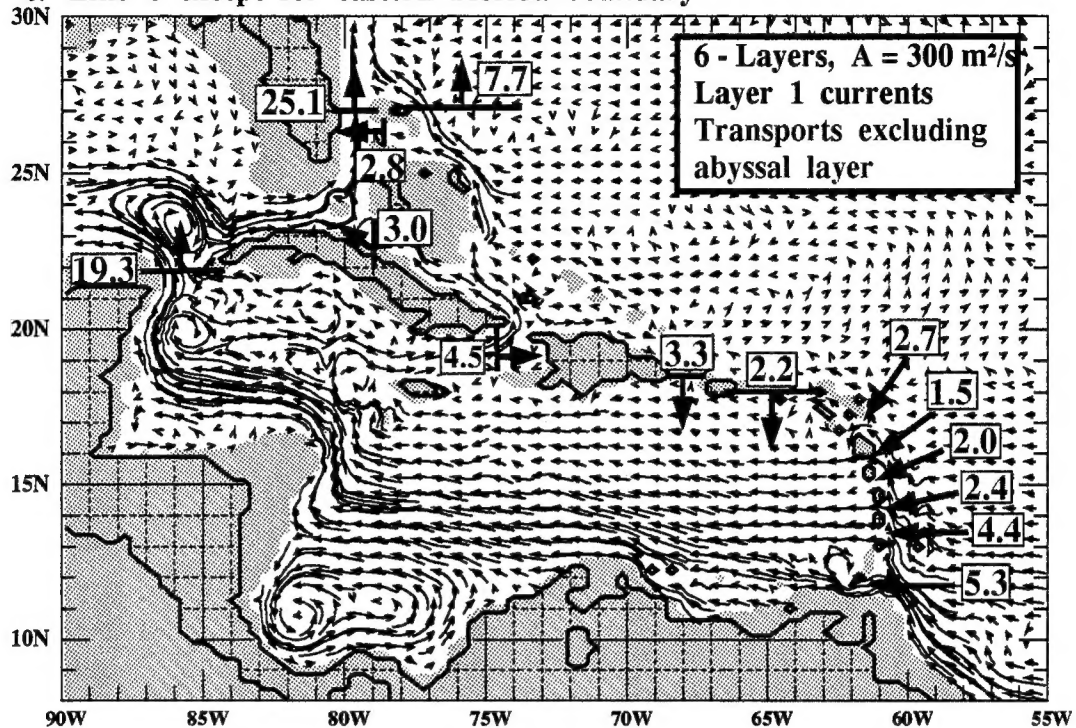 30N
25N
20N
15N
10N
90W 85W 80W 75W 70W 65W 60W 55W
6 - Layers, A = 300 m²/s
Layer 1 currents
Transports excluding
abyssal layer
25.1
7.7
2.8
3.0
19.3
4.5
3.3
2.2
2.7
1.5
2.0
2.4
4.4
5.3